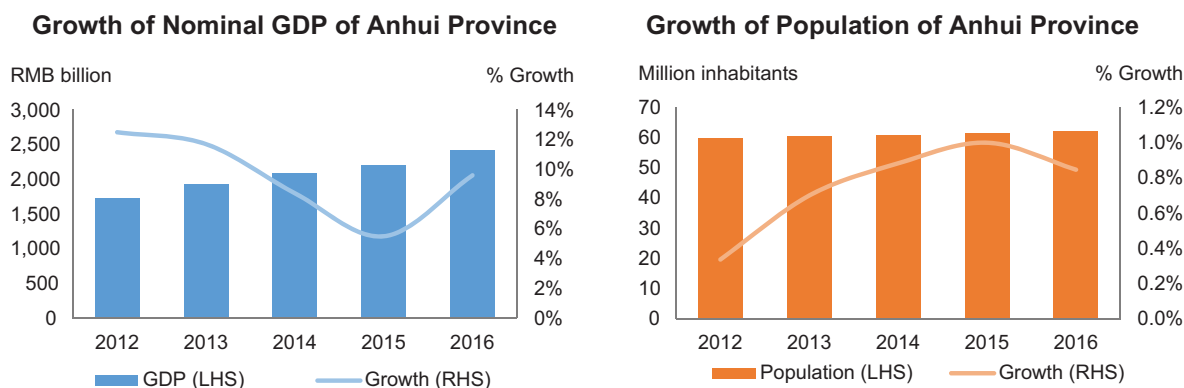 Growth of Nominal GDP of Anhui Province
RMB billion % Growth
3,000 14%
2,500 12%
2,000 10%
1,500 8%
1,000 6%
500 4%
0 2%
0%
2012 2013 2014 2015 2016
GDP (LHS) Growth (RHS)
Growth of Population of Anhui Province
Million inhabitants % Growth
70 1.2%
60 1.0%
50 0.8%
40 0.6%
30 0.4%
20 0.2%
10 0.0%
0
2012 2013 2014 2015 2016
Population (LHS) Growth (RHS)